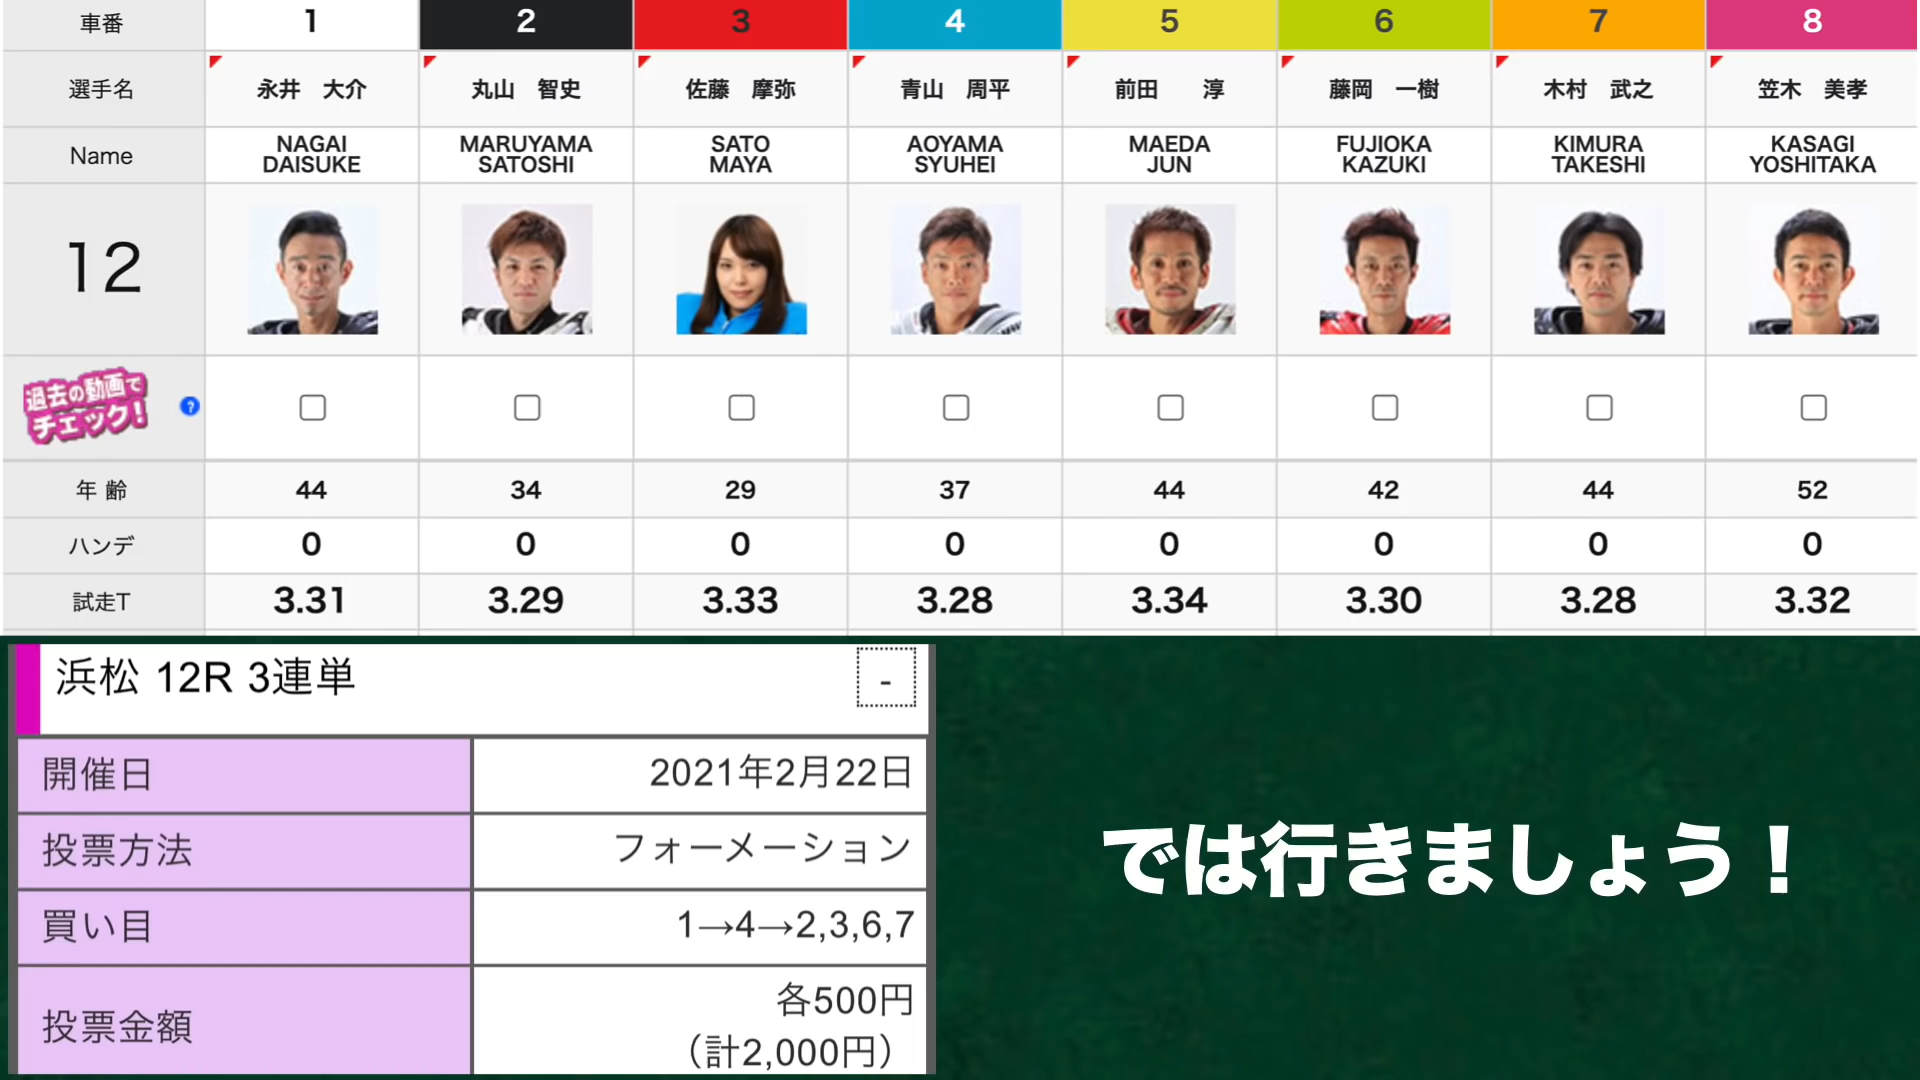 車番 1 2 3 4 5 6 7 8
選手名 永井 大介 丸山 智史 佐藤 摩弥 青山 周平 前田 淳 藤岡 一樹 木村 武之 笠木 美孝
Name NAGAI DAISUKE MARUYAMA SATOSHI SATO MAYA AOYAMA SYUHEI MAEDA JUN FUJIOKA KAZUKI KIMURA TAKESHI KASAGI YOSHITAKA
12
過去の動画で
チェック!
?
年 齢 44 34 29 37 44 42 44 52
ハンデ 0 0 0 0 0 0 0 0
試走T 3.31 3.29 3.33 3.28 3.34 3.30 3.28 3.32
浜松 12R 3連単 -
開催日 2021年2月22日
投票方法 フォーメーション
買い目 1→4→2,3,6,7
投票金額 各500円
（計2,000円）
では行きましょう！